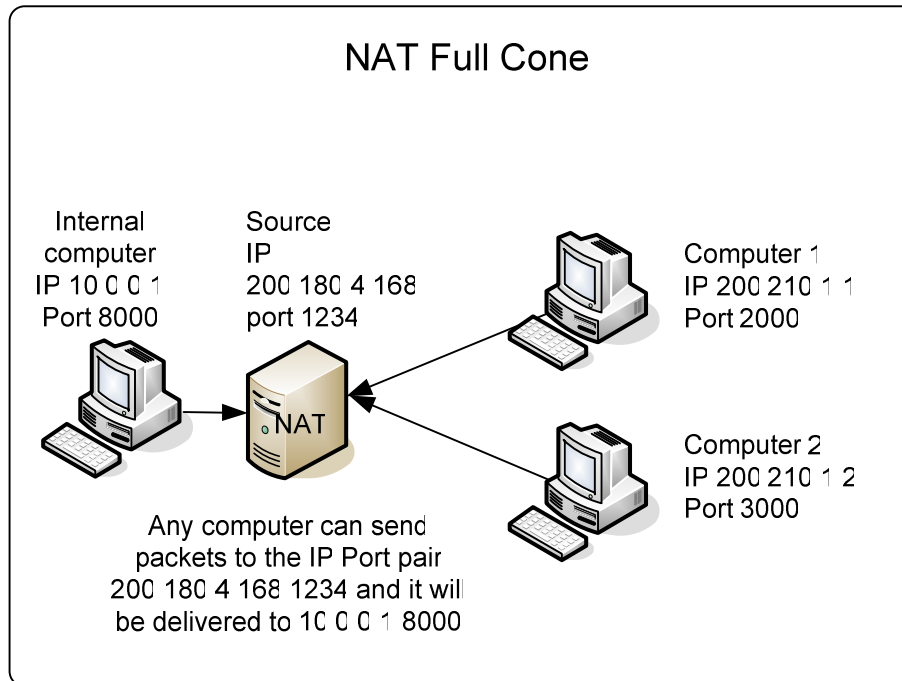 NAT Full Cone
Internal
computer
IP 10 0 0 1
Port 8000
Source
IP
200 180 4 168
port 1234
Computer 1
IP 200 210 1 1
Port 2000
NAT
Computer 2
IP 200 210 1 2
Port 3000
Any computer can send
packets to the IP Port pair
200 180 4 168 1234 and it will
be delivered to 10 0 0 1 8000